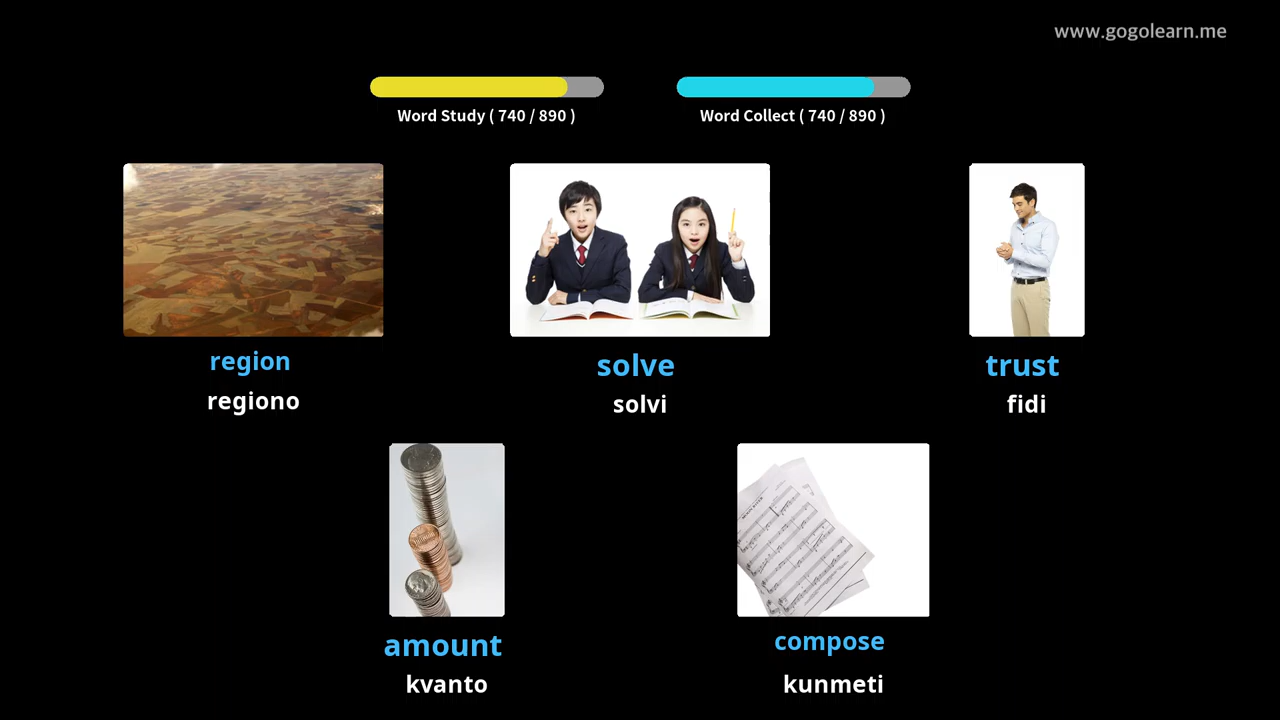 www.gogolearn.me
Word Study ( 740 / 890 )
Word Collect ( 740 / 890 )
region
regiono
solve
solvi
trust
fidi
amount
kvanto
compose
kunmeti